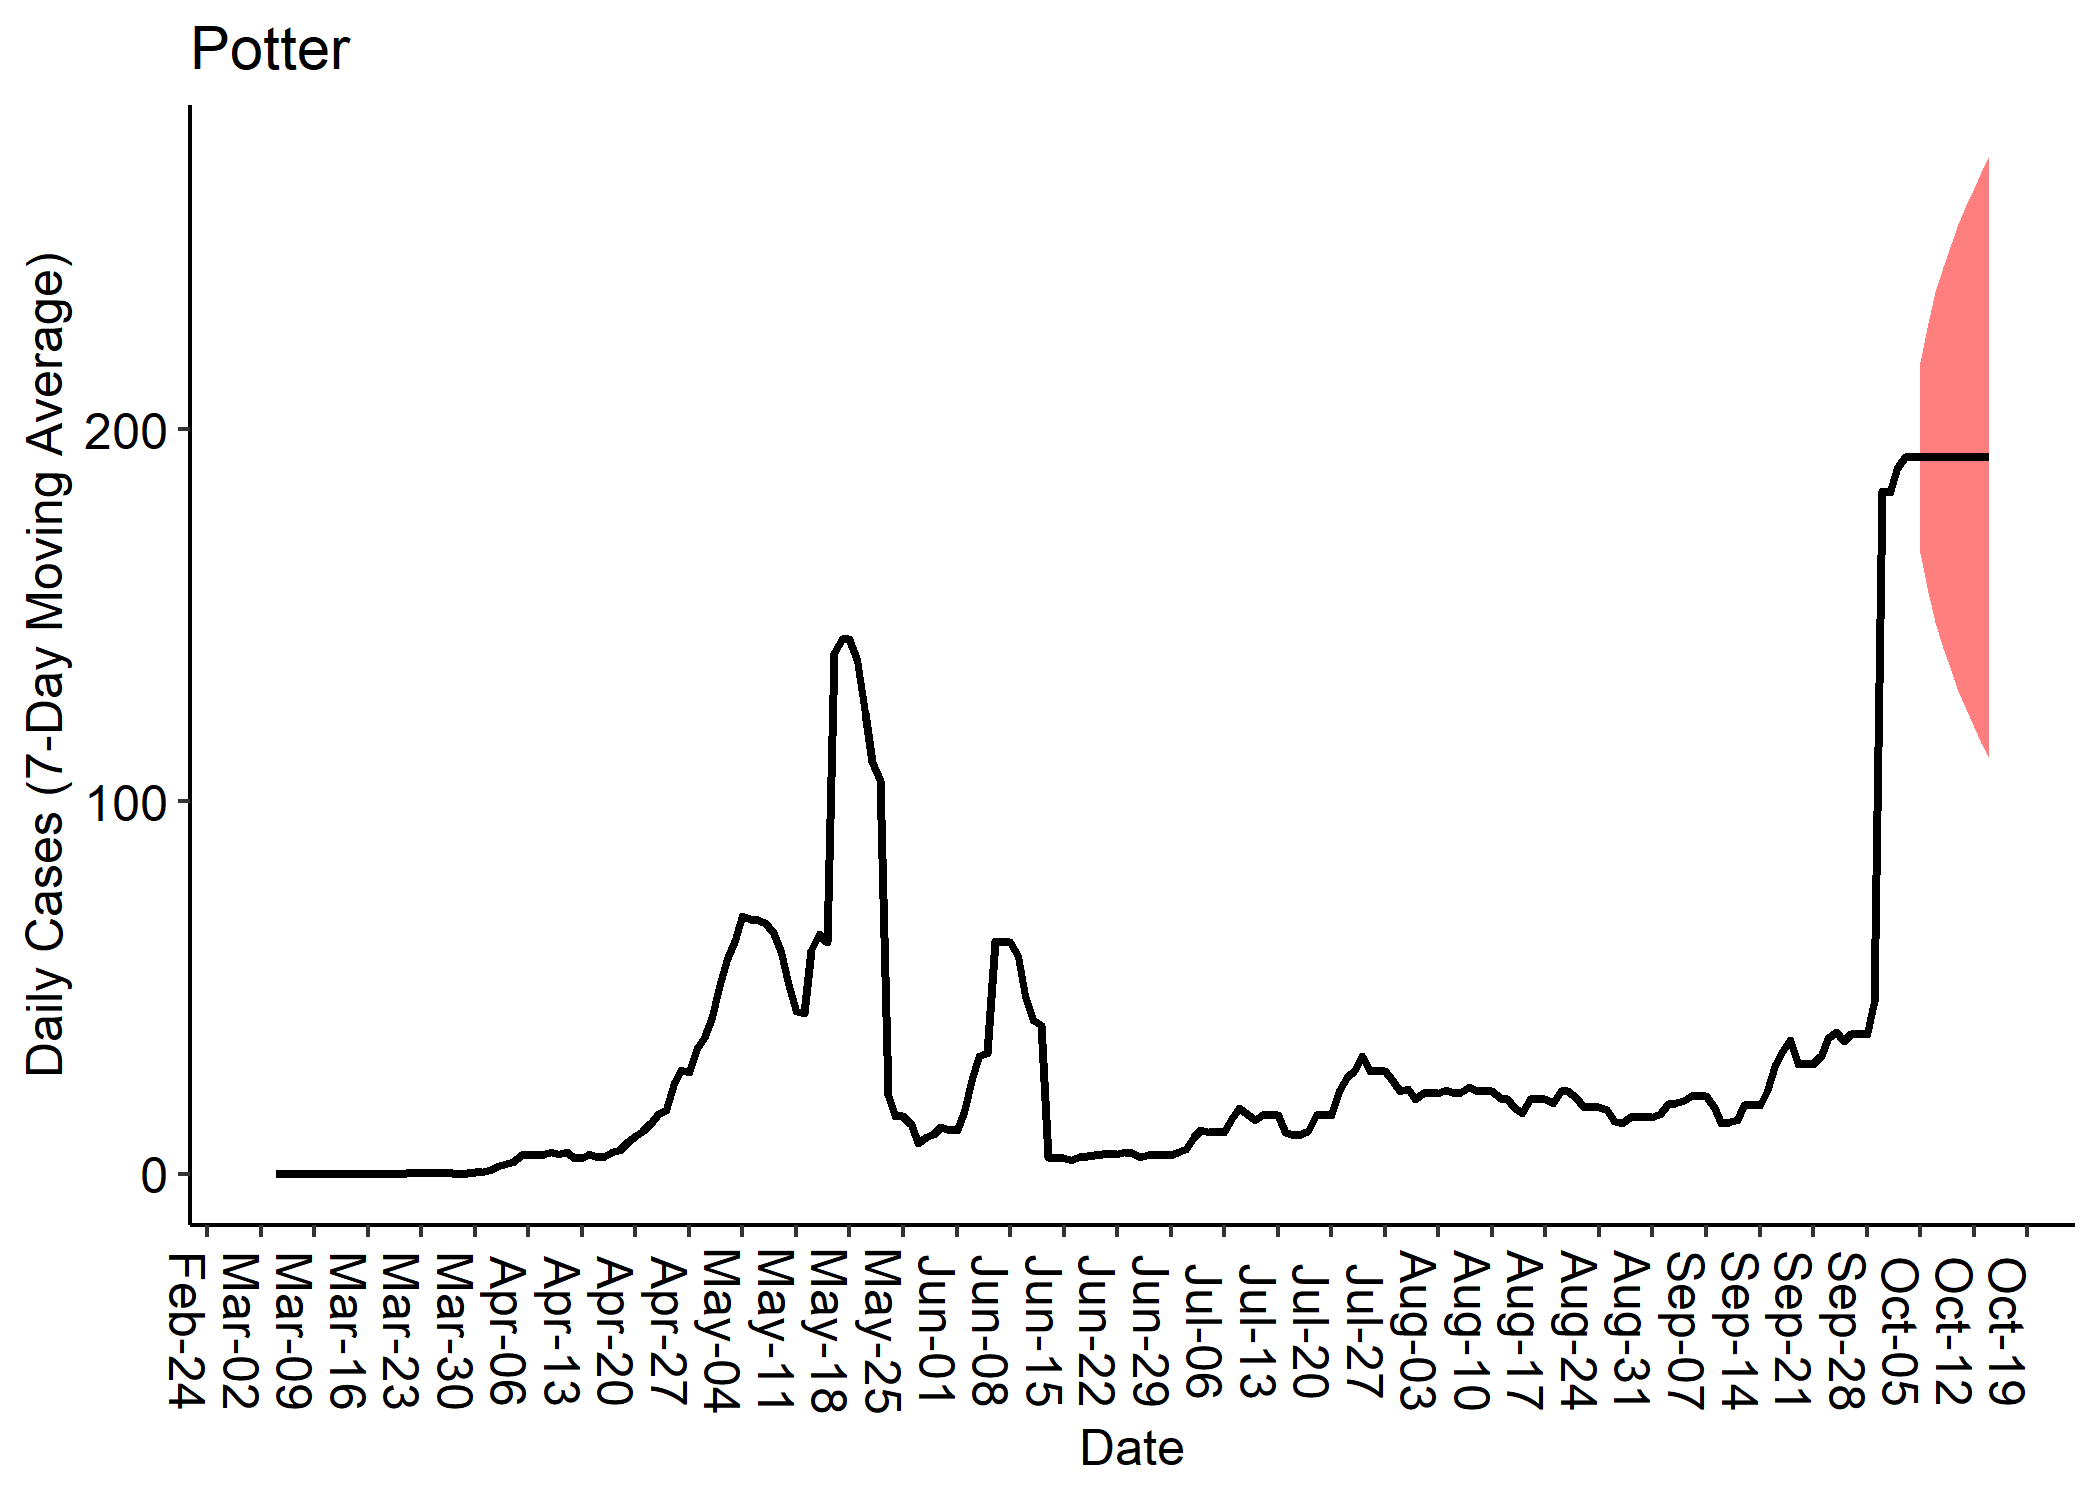 Potter
Daily Cases (7-Day Moving Average)
200
100
0
Feb-24
Mar-02
Mar-09
Mar-16
Mar-23
Mar-30
Apr-06
Apr-13
Apr-20
Apr-27
May-04
May-11
May-18
May-25
Jun-01
Jun-08
Jun-15
Jun-22
Jun-29
Jul-06
Jul-13
Jul-20
Jul-27
Aug-03
Aug-10
Aug-17
Aug-24
Aug-31
Sep-07
Sep-14
Sep-21
Sep-28
Oct-05
Oct-12
Oct-19
Date